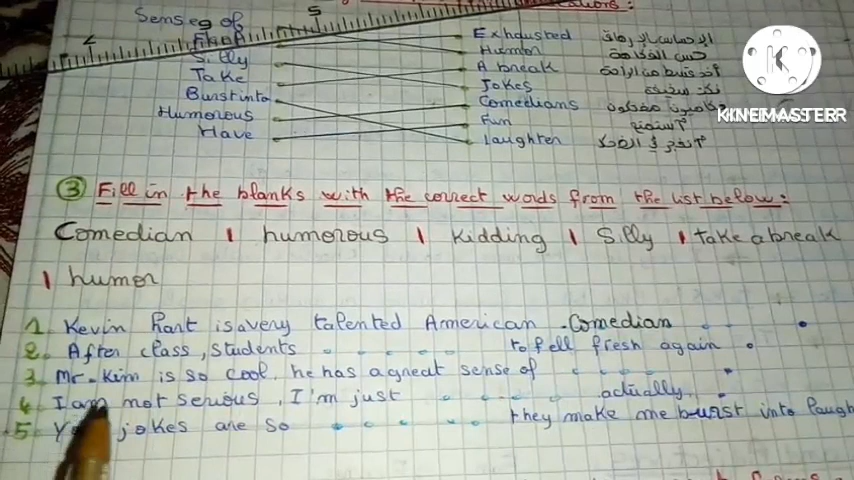 Senses of
5
Exhausted
Feel
Humor
Silly
A break
Take
Jokes
نكت سخيفة
Burst into
Comedians
Humorous
Fun
Have
Laughter
KINEMASTER
3 Fill in the blanks with the correct words from the list below:
Comedian | humorous | kidding | Silly | take a break
| humor
1. Kevin Hart is a very talented American .Comedian . . .
2. After class, students . . . . . to fell fresh again .
3. Mr. Kim is so cool. he has a great sense of . . . . .
4. I am not serious, I'm just . . . . . actually.
5. jokes are so . . . . . they make me burst into laugh